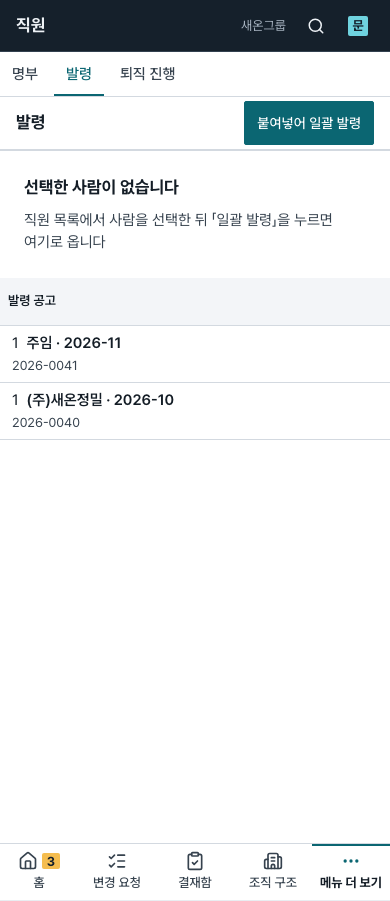 직원
새온그룹
문
명부
발령
퇴직 진행
발령
붙여넣어 일괄 발령
선택한 사람이 없습니다
직원 목록에서 사람을 선택한 뒤 「일괄 발령」을 누르면
여기로 옵니다
발령 공고
1 주임 · 2026-11
2026-0041
1 (주)새온정밀 · 2026-10
2026-0040
3
홈
변경 요청
결재함
조직 구조
메뉴 더 보기